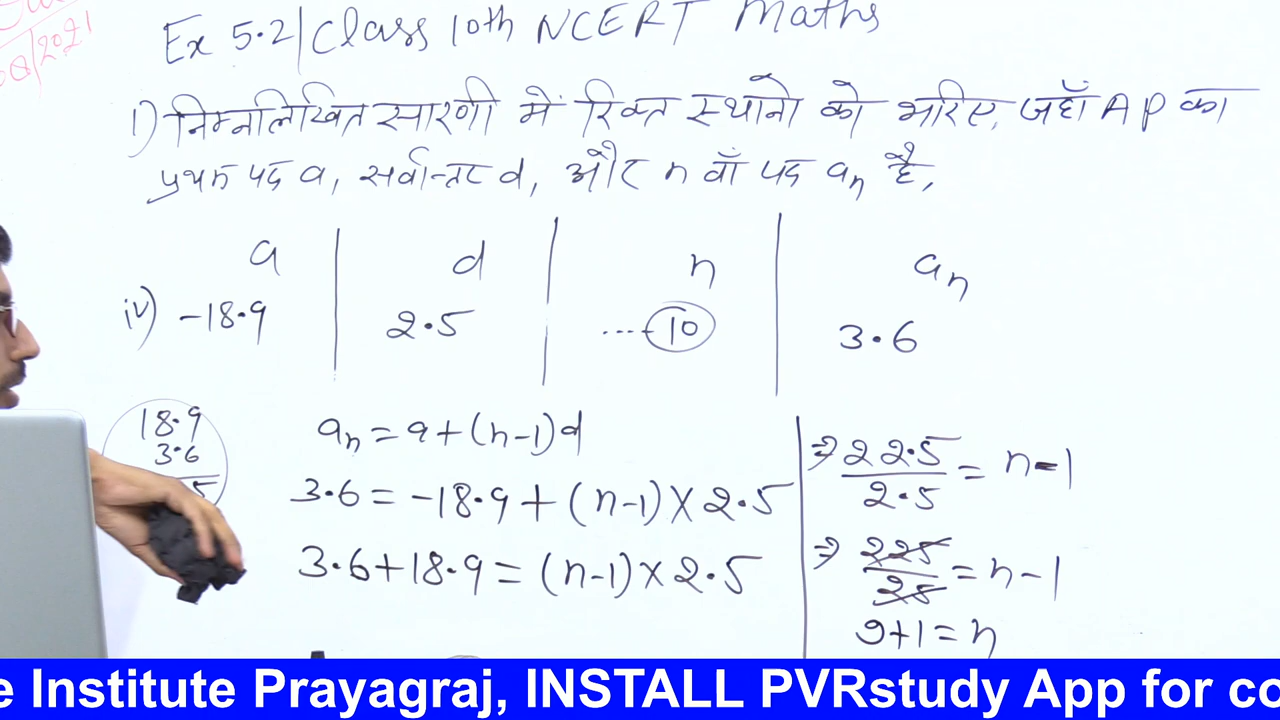 08/2021
Ex 5.2 | Class 10th NCERT Maths
1) निम्नलिखित सारणी में रिक्त स्थानो को भरिए, जहाँ A P का
प्रथम पद a, सर्वान्तर d, और n वाँ पद an है,
a | d | n | an
iv) -18.9 | 2.5 | ....10 | 3.6
18.9
3.6
5
an = a + (n-1)d
3.6 = -18.9 + (n-1) × 2.5
3.6 + 18.9 = (n-1) × 2.5
⇒ 22.5/2.5 = n-1
⇒ 225/25 = n-1
9+1 = n
e Institute Prayagraj, INSTALL PVRstudy App for co